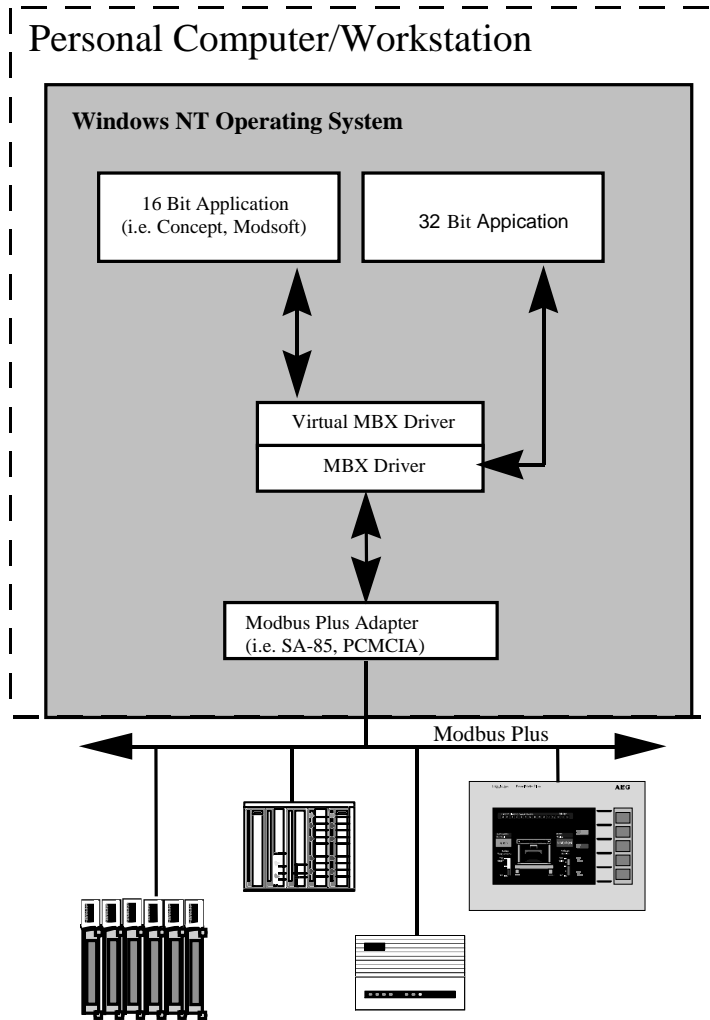 Personal Computer/Workstation
Windows NT Operating System
16 Bit Application
(i.e. Concept, Modsoft)
32 Bit Appication
Virtual MBX Driver
MBX Driver
Modbus Plus Adapter
(i.e. SA-85, PCMCIA)
Modbus Plus
AEG